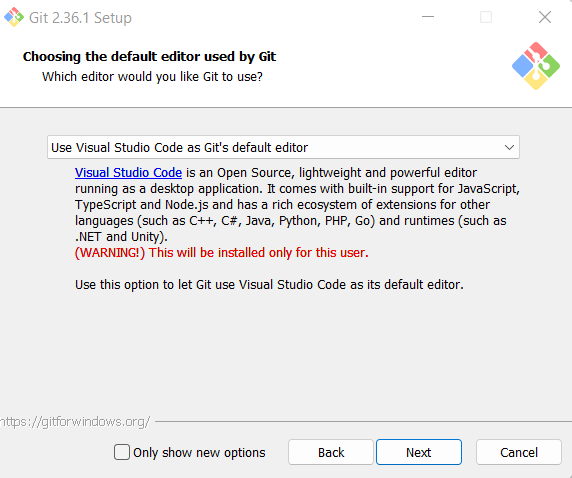 Git 2.36.1 Setup
Choosing the default editor used by Git
Which editor would you like Git to use?
Use Visual Studio Code as Git's default editor
Visual Studio Code is an Open Source, lightweight and powerful editor
running as a desktop application. It comes with built-in support for JavaScript,
TypeScript and Node.js and has a rich ecosystem of extensions for other
languages (such as C++, C#, Java, Python, PHP, Go) and runtimes (such as
.NET and Unity).
(WARNING!) This will be installed only for this user.
Use this option to let Git use Visual Studio Code as its default editor.
https://gitforwindows.org/
Only show new options
Back
Next
Cancel